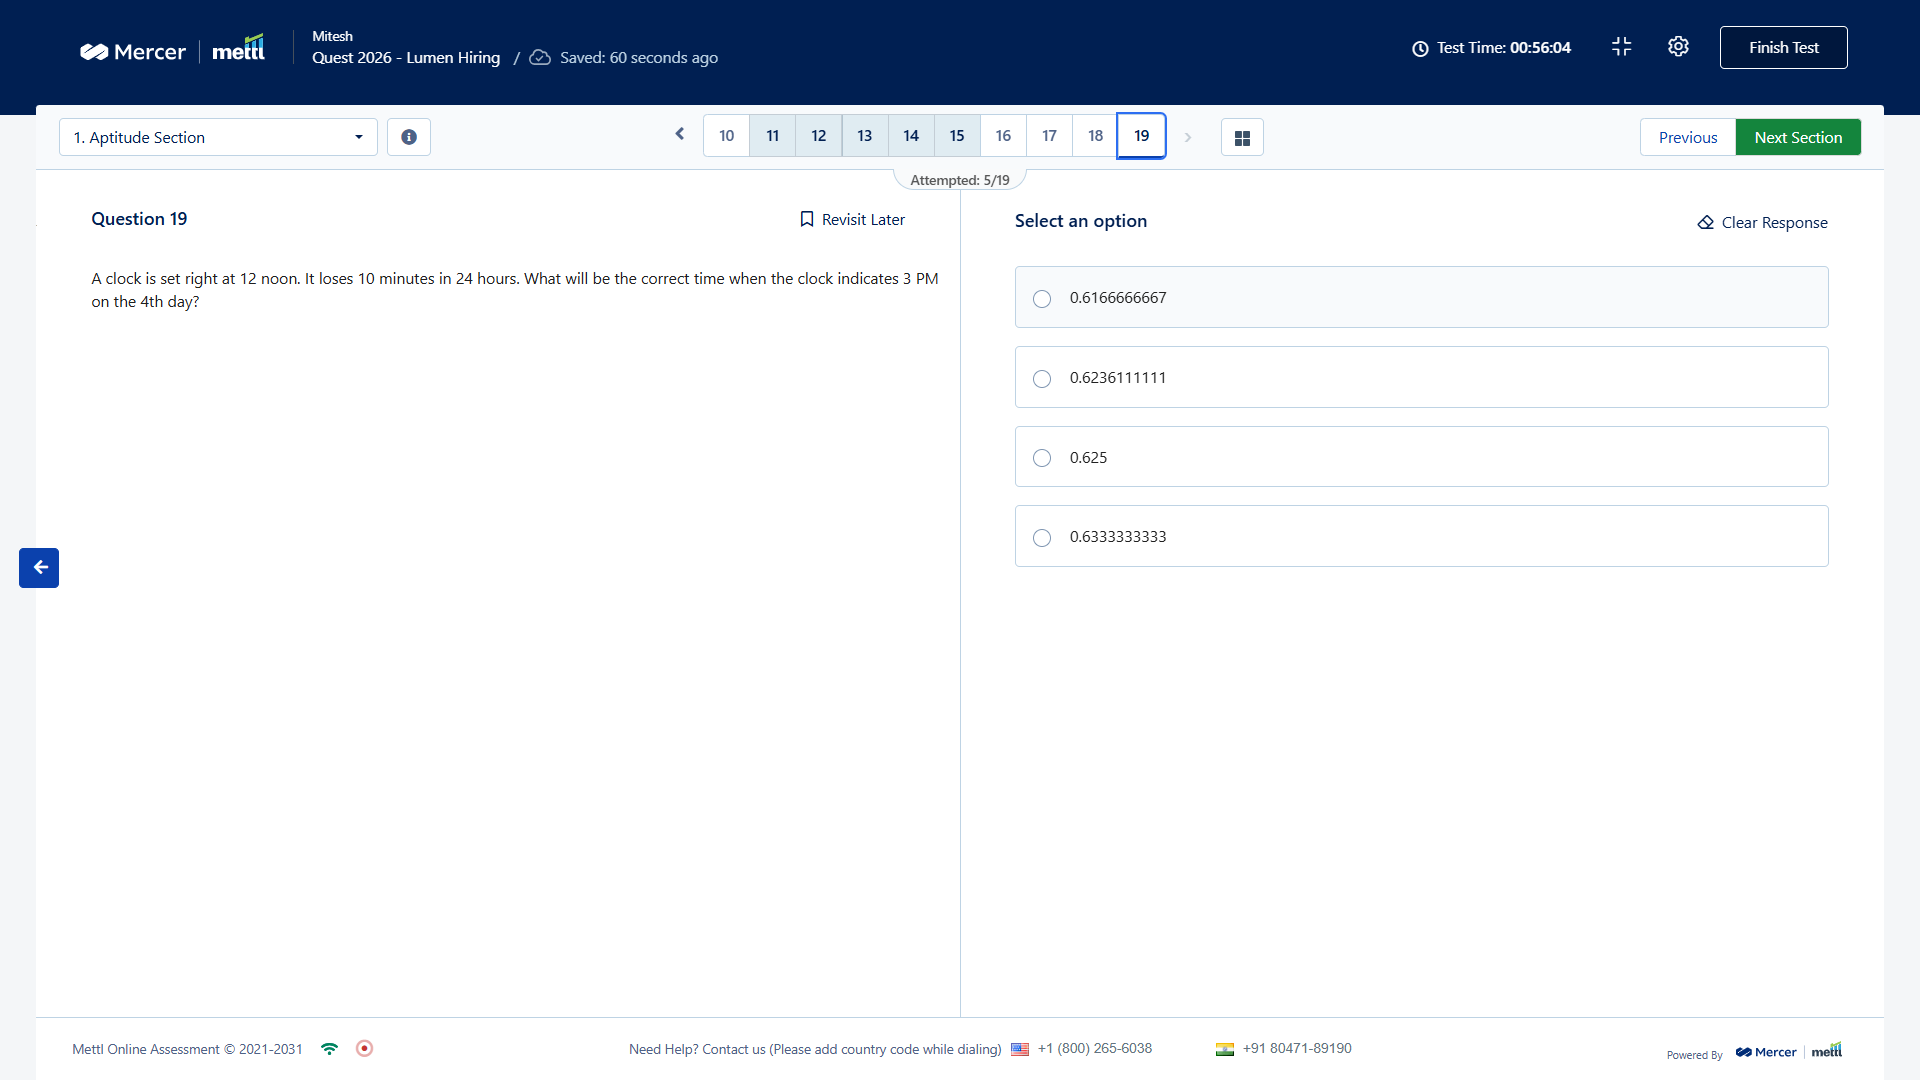 Mercer | mettl
Mitesh
Quest 2026 - Lumen Hiring / Saved: 60 seconds ago
Test Time: 00:56:04
Finish Test
1. Aptitude Section
10 11 12 13 14 15 16 17 18 19
Previous
Next Section
Attempted: 5/19
Question 19
Revisit Later
A clock is set right at 12 noon. It loses 10 minutes in 24 hours. What will be the correct time when the clock indicates 3 PM
on the 4th day?
Select an option
Clear Response
0.6166666667
0.6236111111
0.625
0.6333333333
Mettl Online Assessment © 2021-2031
Need Help? Contact us (Please add country code while dialing) +1 (800) 265-6038 +91 80471-89190
Powered By Mercer | mettl